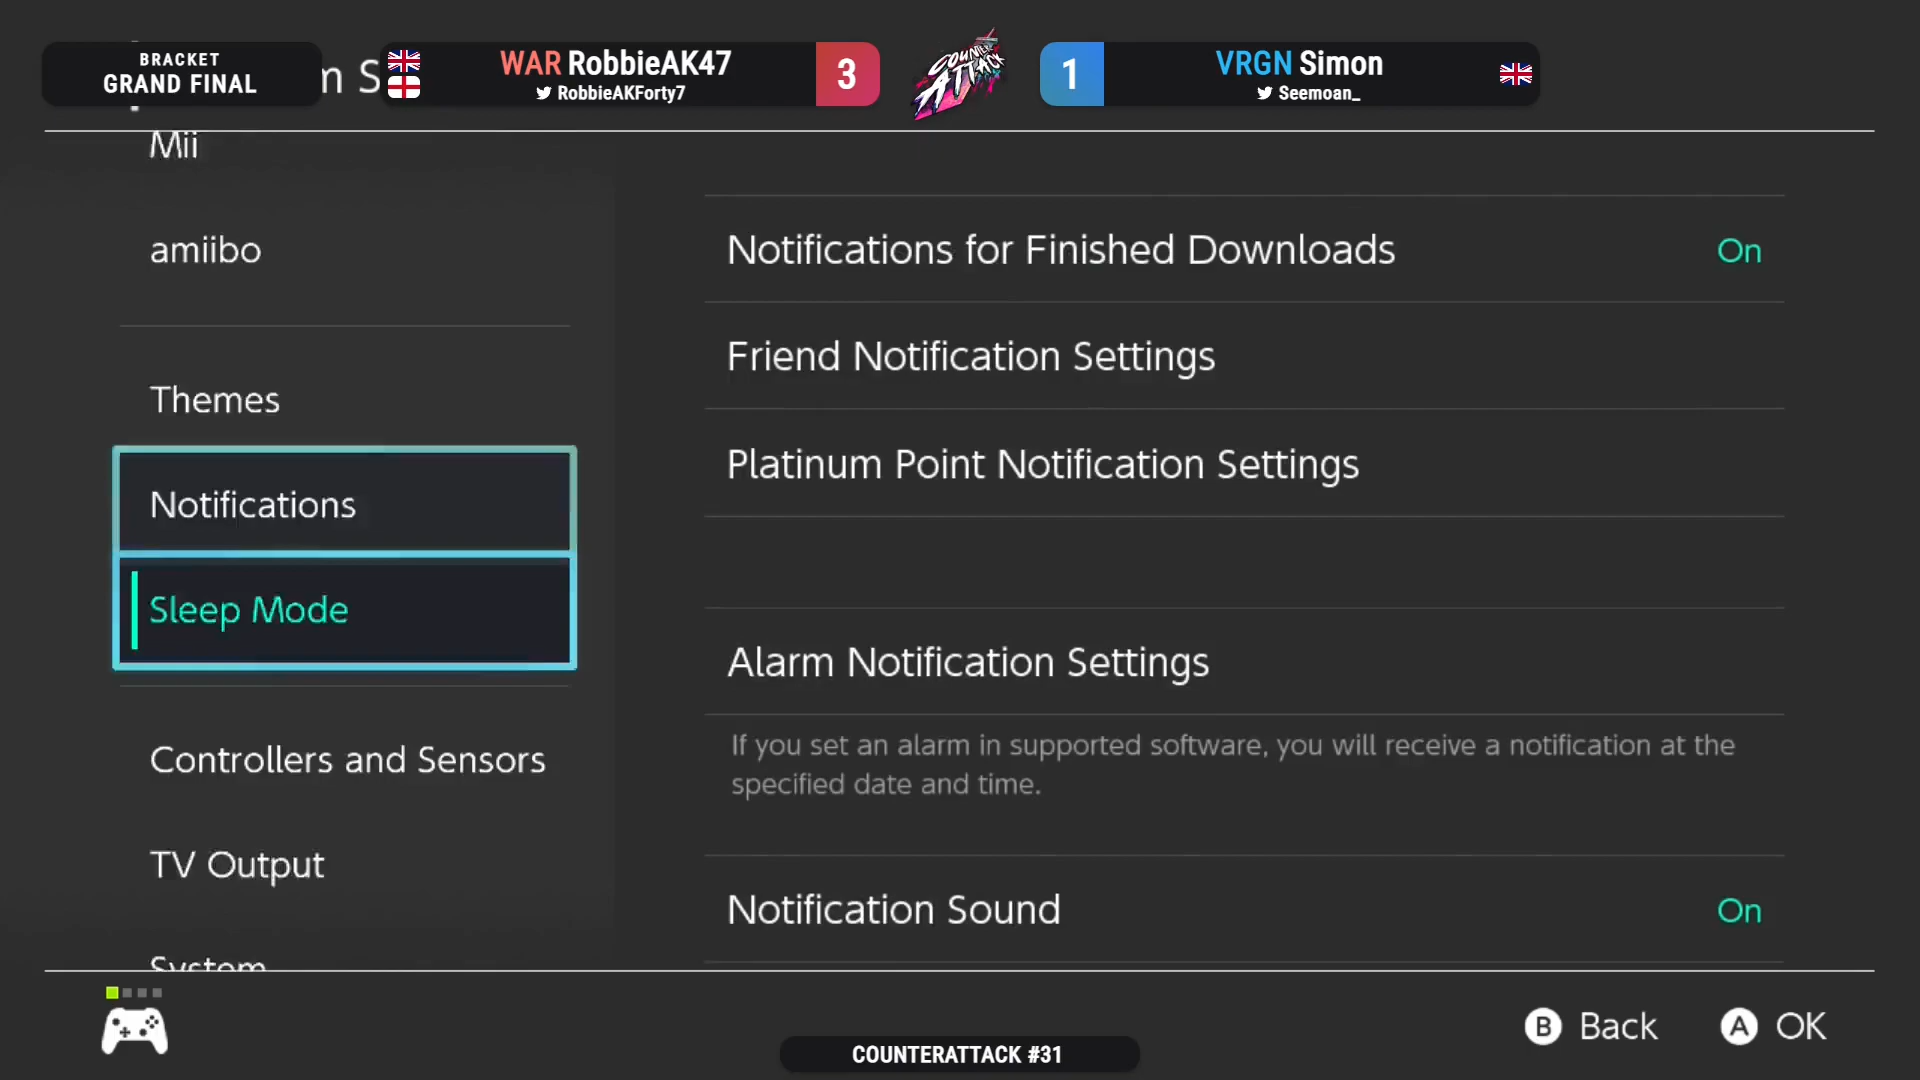 BRACKET
GRAND FINAL
m S
WAR RobbieAK47
RobbieAKForty7
3
COUNTER ATTACK
1
VRGN Simon
Seemoan_
Mii
amiibo
Themes
Notifications
Sleep Mode
Controllers and Sensors
TV Output
System
Notifications for Finished Downloads On
Friend Notification Settings
Platinum Point Notification Settings
Alarm Notification Settings
If you set an alarm in supported software, you will receive a notification at the
specified date and time.
Notification Sound On
B Back A OK
COUNTERATTACK #31